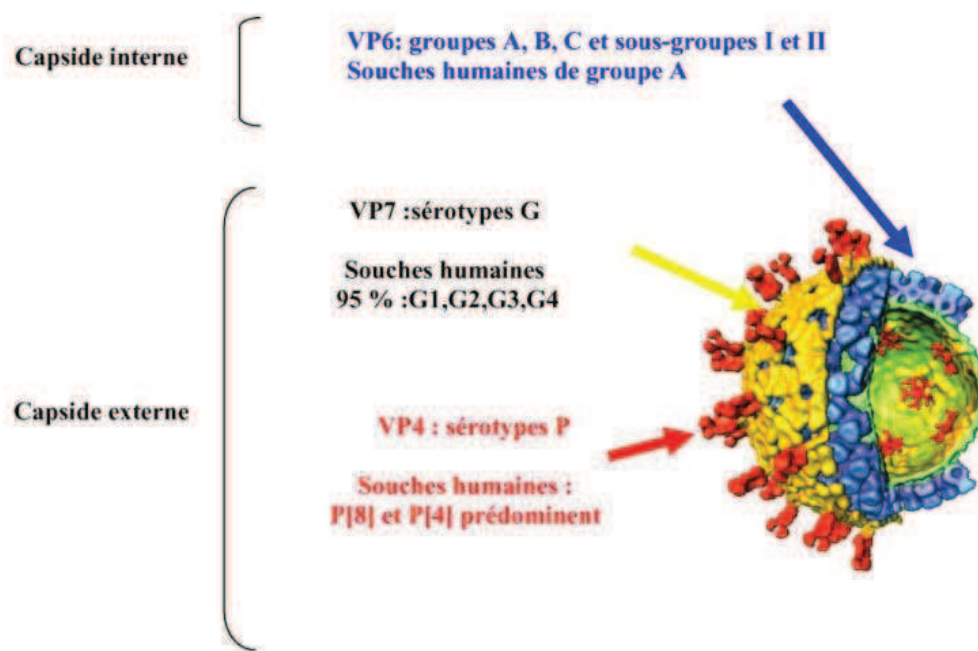 Capside interne
VP6: groupes A, B, C et sous-groupes I et II
Souches humaines de groupe A
VP7 :sérotypes G
Souches humaines
95 % :G1,G2,G3,G4
Capside externe
VP4 : sérotypes P
Souches humaines :
P[8] et P[4] prédominent